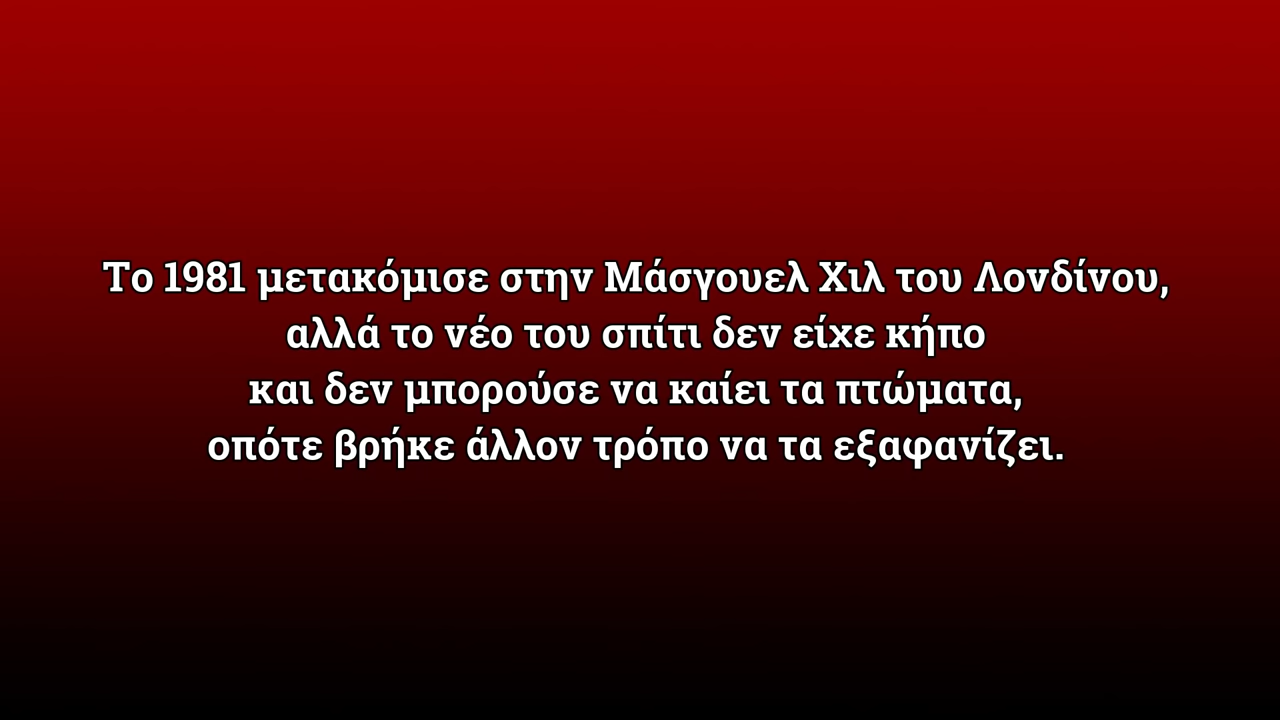 Το 1981 μετακόμισε στην Μάσγουελ Χιλ του Λονδίνου,
αλλά το νέο του σπίτι δεν είχε κήπο
και δεν μπορούσε να καίει τα πτώματα,
οπότε βρήκε άλλον τρόπο να τα εξαφανίζει.